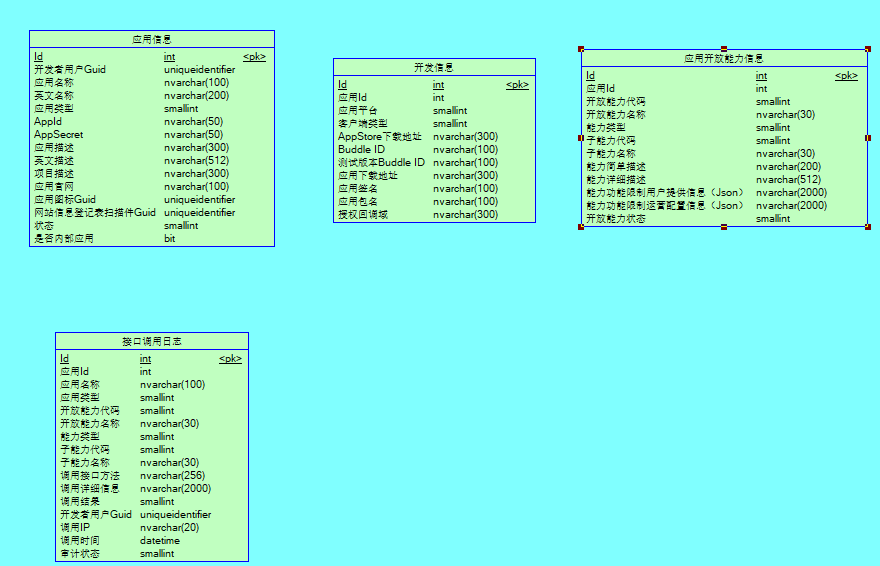 应用信息
Id int <pk>
开发者用户Guid uniqueidentifier
应用名称 nvarchar(100)
英文名称 nvarchar(200)
应用类型 smallint
AppId nvarchar(50)
AppSecret nvarchar(50)
应用描述 nvarchar(300)
英文描述 nvarchar(512)
项目描述 nvarchar(300)
应用官网 nvarchar(100)
应用图标Guid uniqueidentifier
网站信息登记表扫描件Guid uniqueidentifier
状态 smallint
是否内部应用 bit
开发信息
Id int <pk>
应用Id int
应用平台 smallint
客户端类型 smallint
AppStore下载地址 nvarchar(300)
Buddle ID nvarchar(100)
测试版本Buddle ID nvarchar(100)
应用下载地址 nvarchar(300)
应用签名 nvarchar(100)
应用包名 nvarchar(100)
授权回调域 nvarchar(300)
应用开放能力信息
Id int <pk>
应用Id int
开放能力代码 smallint
开放能力名称 nvarchar(30)
能力类型 smallint
子能力代码 smallint
子能力名称 nvarchar(30)
能力简单描述 nvarchar(200)
能力详细描述 nvarchar(512)
能力功能限制用户提供信息（Json） nvarchar(2000)
能力功能限制运营配置信息（Json） nvarchar(2000)
开放能力状态 smallint
接口调用日志
Id int <pk>
应用Id int
应用名称 nvarchar(100)
应用类型 smallint
开放能力代码 smallint
开放能力名称 nvarchar(30)
能力类型 smallint
子能力代码 smallint
子能力名称 nvarchar(30)
调用接口方法 nvarchar(256)
调用详细信息 nvarchar(2000)
调用结果 smallint
开发者用户Guid uniqueidentifier
调用IP nvarchar(20)
调用时间 datetime
审计状态 smallint